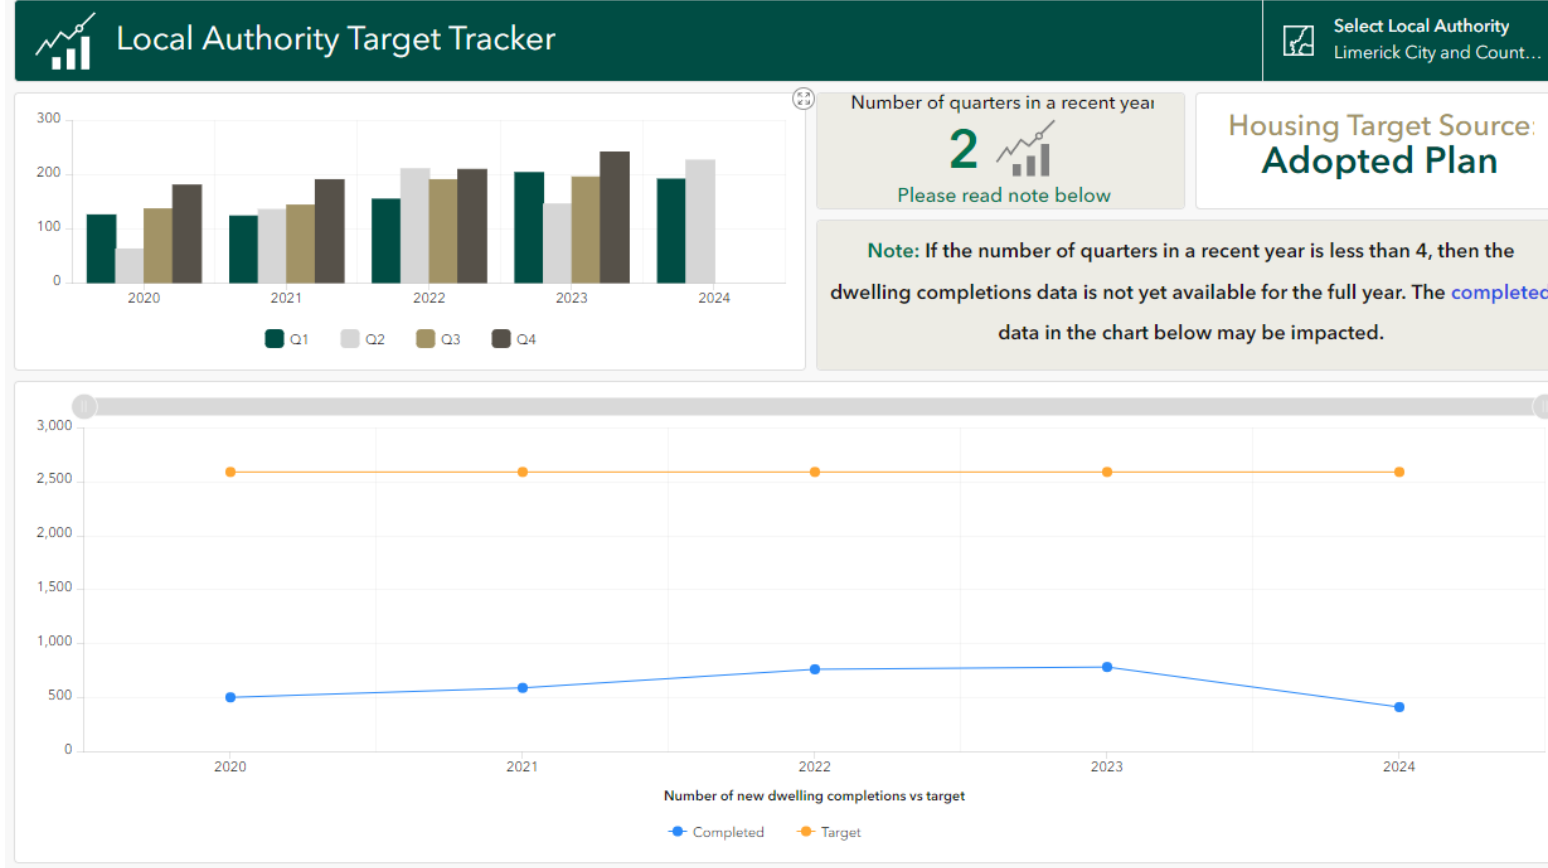 Local Authority Target Tracker
Select Local Authority
Limerick City and Count...
300
200
100
0
2020
2021
2022
2023
2024
Q1
Q2
Q3
Q4
Number of quarters in a recent year
2
Please read note below
Housing Target Source:
Adopted Plan
Note: If the number of quarters in a recent year is less than 4, then the
dwelling completions data is not yet available for the full year. The completed
data in the chart below may be impacted.
3,000
2,500
2,000
1,500
1,000
500
0
2020
2021
2022
2023
2024
Number of new dwelling completions vs target
Completed
Target